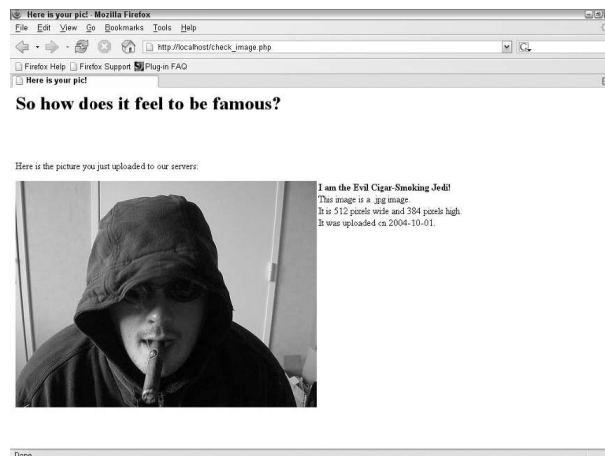 Here is your pic! - Mozilla Firefox
File Edit View Go Bookmarks Tools Help
http://localhost/check_image.php
Firefox Help Firefox Support Plug-in FAQ
Here is your pic!
So how does it feel to be famous?
Here is the picture you just uploaded to our servers:
I am the Evil Cigar-Smoking Jedi!
This image is a .jpg image.
It is 512 pixels wide and 384 pixels high.
It was uploaded on 2004-10-01.
Done